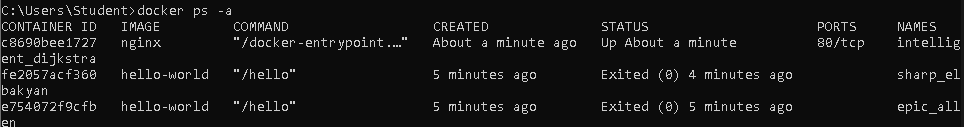 C:\Users\Student>docker ps -a
CONTAINER ID   IMAGE         COMMAND                  CREATED              STATUS                     PORTS     NAMES
c8690bee1727   nginx         "/docker-entrypoint.…"   About a minute ago   Up About a minute          80/tcp    intellig
ent_dijkstra
fe2057acf360   hello-world   "/hello"                 5 minutes ago        Exited (0) 4 minutes ago             sharp_el
bakyan
e754072f9cfb   hello-world   "/hello"                 5 minutes ago        Exited (0) 5 minutes ago             epic_all
en